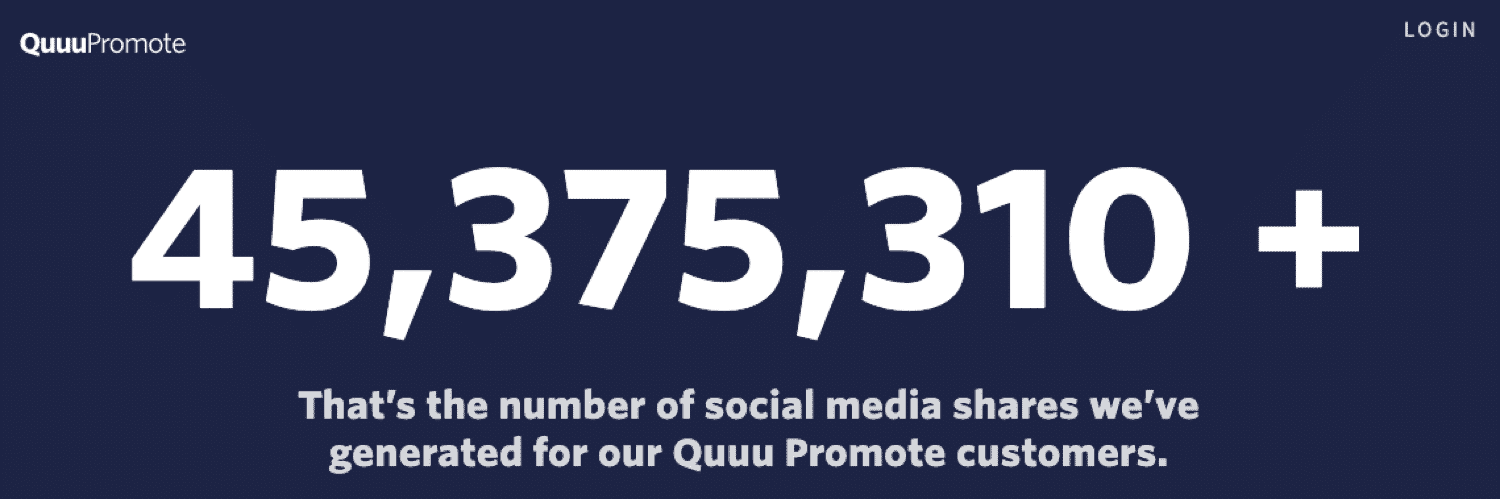 QuuuPromote
LOGIN
45,375,310 +
That’s the number of social media shares we’ve
generated for our Quuu Promote customers.